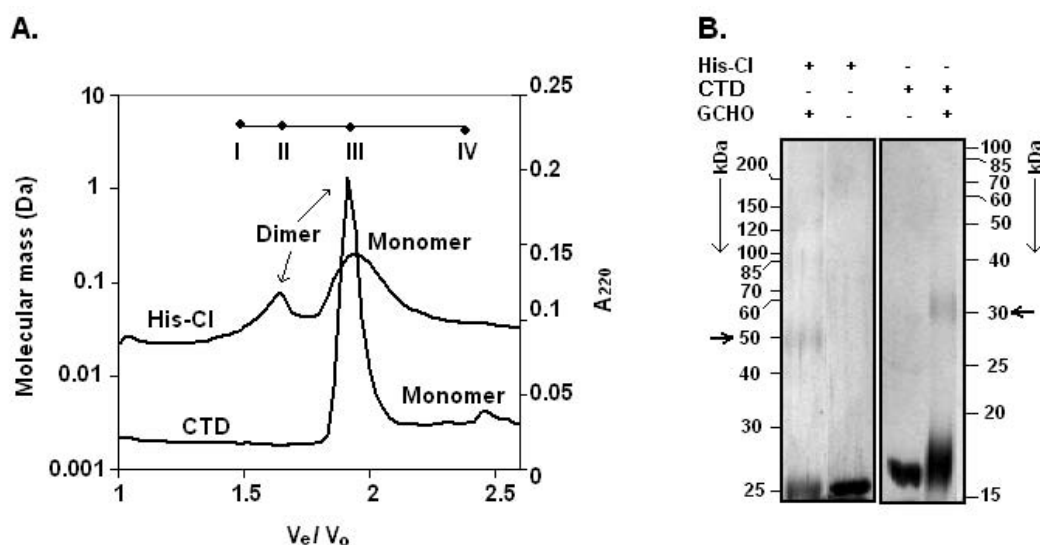 A.
Molecular mass (Da)
10
1
0.1
0.01
0.001
I II III IV
Dimer
Monomer
His-CI
CTD
Monomer
0.25
0.2
0.15
0.1
0.05
0
A220
1 1.5 2 2.5
Ve / Vo
B.
His-CI + + - -
CTD - - + +
GCHO + - - +
kDa
200
150
120
100
85
70
60
50
40
30
25
kDa
100
85
70
60
50
40
30
25
20
15